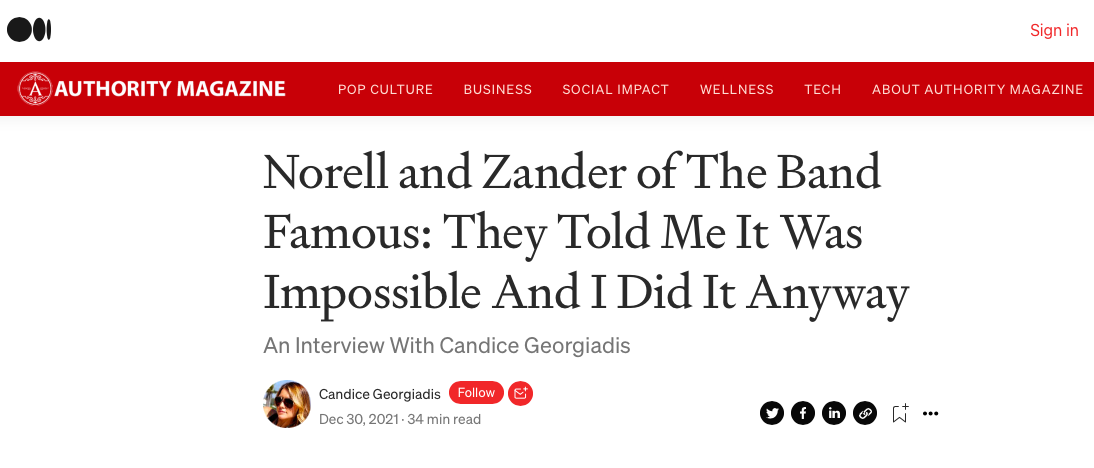 Sign in
AUTHORITY MAGAZINE POP CULTURE BUSINESS SOCIAL IMPACT WELLNESS TECH ABOUT AUTHORITY MAGAZINE
Norell and Zander of The Band
Famous: They Told Me It Was
Impossible And I Did It Anyway
An Interview With Candice Georgiadis
Candice Georgiadis Follow
Dec 30, 2021 · 34 min read